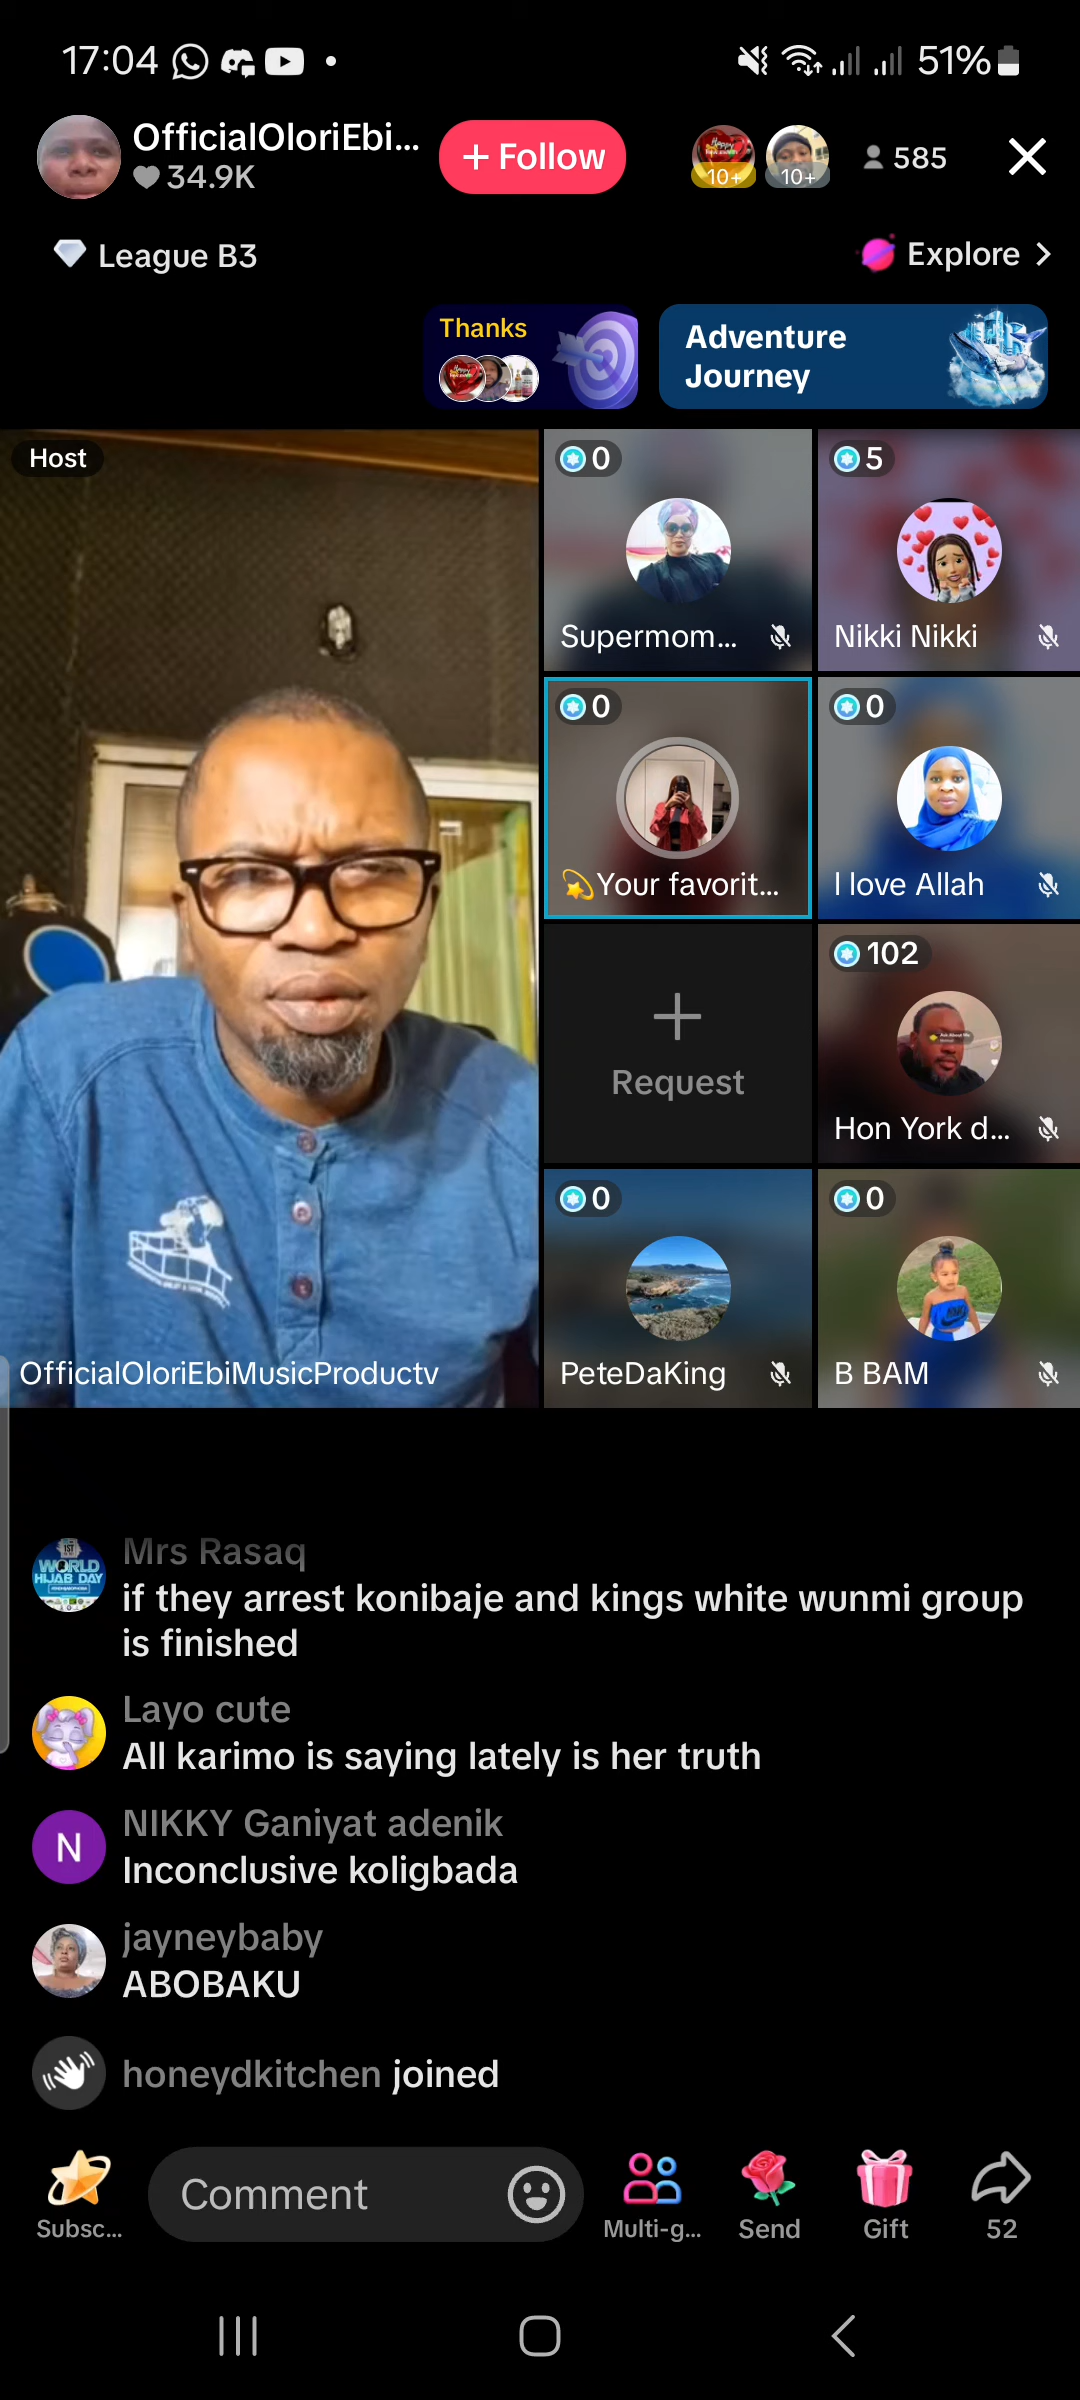 17:04
51%
OfficialOloriEbi...
34.9K
+ Follow
10+
10+
585
League B3
Explore >
Thanks
Adventure
Journey
Host
0
5
Supermom...
Nikki Nikki
0
0
💫Your favorit...
I love Allah
102
Request
Hon York d...
0
0
OfficialOloriEbiMusicProductv
PeteDaKing
B BAM
WORLD
HIJAB DAY
Mrs Rasaq
if they arrest konibaje and kings white wunmi group
is finished
Layo cute
All karimo is saying lately is her truth
N
NIKKY Ganiyat adenik
Inconclusive koligbada
jayneybaby
ABOBAKU
honeydkitchen joined
Comment
Subsc...
Multi-g...
Send
Gift
52